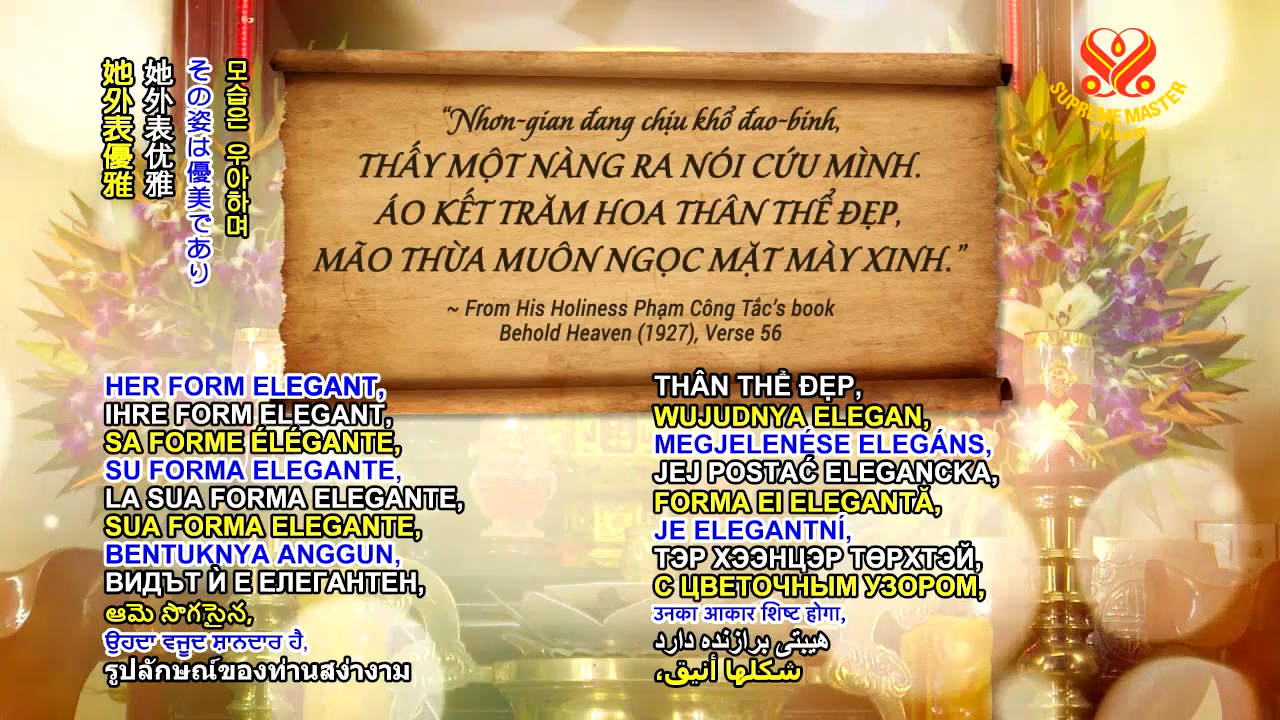 她外表優雅
她外表优雅
その姿は優美であり
모습은 우아하며
SUPREME MASTER
TV.com
“Nhơn-gian đang chịu khổ đao-binh,
THẤY MỘT NÀNG RA NÓI CỨU MÌNH.
ÁO KẾT TRĂM HOA THÂN THỂ ĐẸP,
MÃO THỪA MUÔN NGỌC MẶT MÀY XINH.”
~ From His Holiness Phạm Công Tắc’s book
Behold Heaven (1927), Verse 56
HER FORM ELEGANT,
IHRE FORM ELEGANT,
SA FORME ÉLÉGANTE,
SU FORMA ELEGANTE,
LA SUA FORMA ELEGANTE,
SUA FORMA ELEGANTE,
BENTUKNYA ANGGUN,
ВИДЪТ Ѝ Е ЕЛЕГАНТЕН,
ఆమె సొగసైన,
ਉਹਦਾ ਵਜੂਦ ਸ਼ਾਨਦਾਰ ਹੈ,
รูปลักษณ์ของท่านสง่างาม
THÂN THỂ ĐẸP,
WUJUDNYA ELEGAN,
MEGJELENÉSE ELEGÁNS,
JEJ POSTAĆ ELEGANCKA,
FORMA EI ELEGANTĂ,
JE ELEGANTNÍ,
ТЭР ХЭЭНЦЭР ТӨРХТЭЙ,
С ЦВЕТОЧНЫМ УЗОРОМ,
उनका आकार शिष्ट होगा,
هیبتی برازنده دارد
شكلها أنيق،